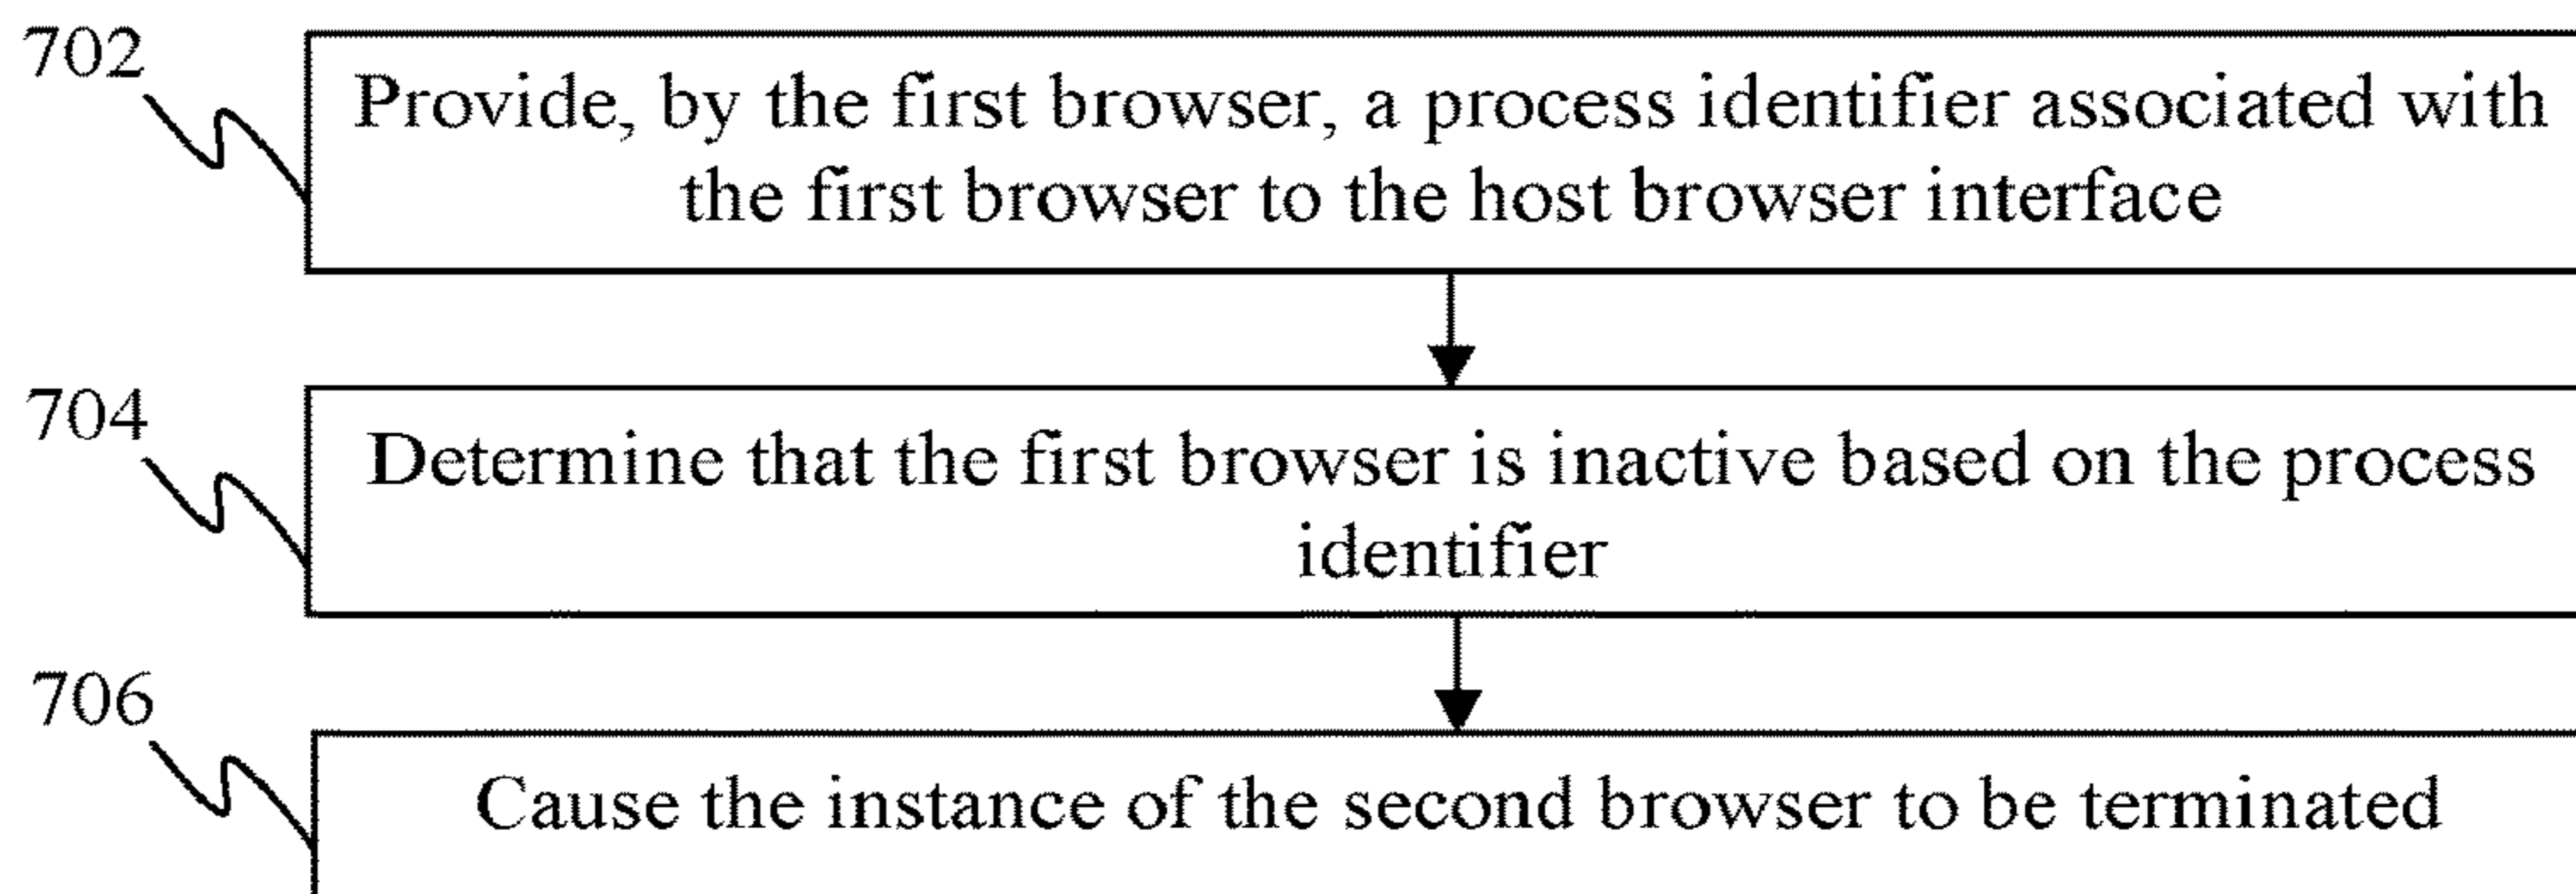 702
Provide, by the first browser, a process identifier associated with
the first browser to the host browser interface
704
Determine that the first browser is inactive based on the process
identifier
706
Cause the instance of the second browser to be terminated